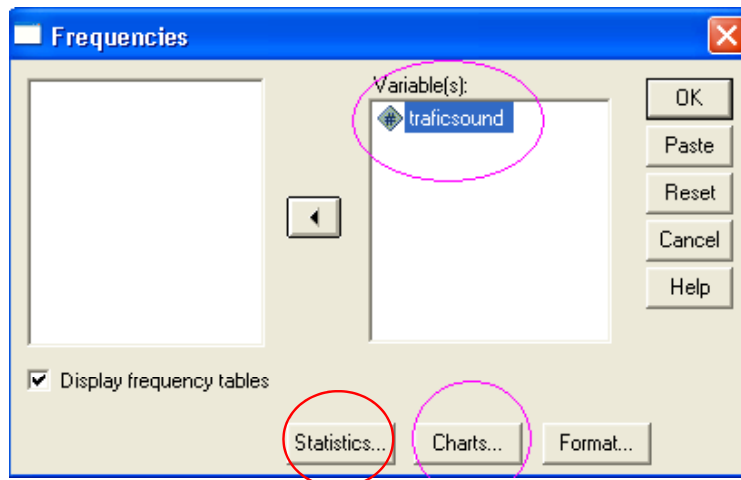 Frequencies
Variable(s):
# traficsound
OK
Paste
Reset
Cancel
Help
Display frequency tables
Statistics...
Charts...
Format...